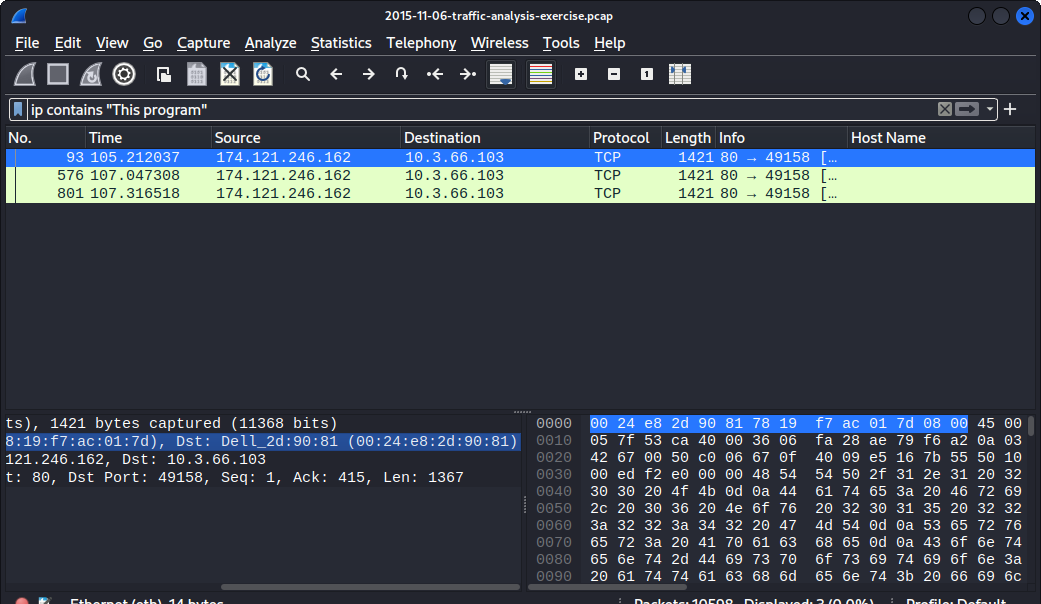 2015-11-06-traffic-analysis-exercise.pcap
File Edit View Go Capture Analyze Statistics Telephony Wireless Tools Help
ip contains "This program"
No. Time Source Destination Protocol Length Info Host Name
93 105.212037 174.121.246.162 10.3.66.103 TCP 1421 80 → 49158 […
576 107.047308 174.121.246.162 10.3.66.103 TCP 1421 80 → 49158 […
801 107.316518 174.121.246.162 10.3.66.103 TCP 1421 80 → 49158 […
ts), 1421 bytes captured (11368 bits)
8:19:f7:ac:01:7d), Dst: Dell_2d:90:81 (00:24:e8:2d:90:81)
121.246.162, Dst: 10.3.66.103
t: 80, Dst Port: 49158, Seq: 1, Ack: 415, Len: 1367
0000 00 24 e8 2d 90 81 78 19 f7 ac 01 7d 08 00 45 00
0010 05 7f 53 ca 40 00 36 06 fa 28 ae 79 f6 a2 0a 03
0020 42 67 00 50 c0 06 67 0f 40 09 e5 16 7b 55 50 10
0030 00 ed f2 e0 00 00 48 54 54 50 2f 31 2e 31 20 32
0040 30 30 20 4f 4b 0d 0a 44 61 74 65 3a 20 46 72 69
0050 2c 20 30 36 20 4e 6f 76 20 32 30 31 35 20 32 32
0060 3a 32 32 3a 34 32 20 47 4d 54 0d 0a 53 65 72 76
0070 65 72 3a 20 41 70 61 63 68 65 0d 0a 43 6f 6e 74
0080 65 6e 74 2d 44 69 73 70 6f 73 69 74 69 6f 6e 3a
0090 20 61 74 74 61 63 68 6d 65 6e 74 3b 20 66 69 6c
Ethernet (eth), 14 bytes Packets: 10598 Displayed: 3 (0.0%) Profile: Default